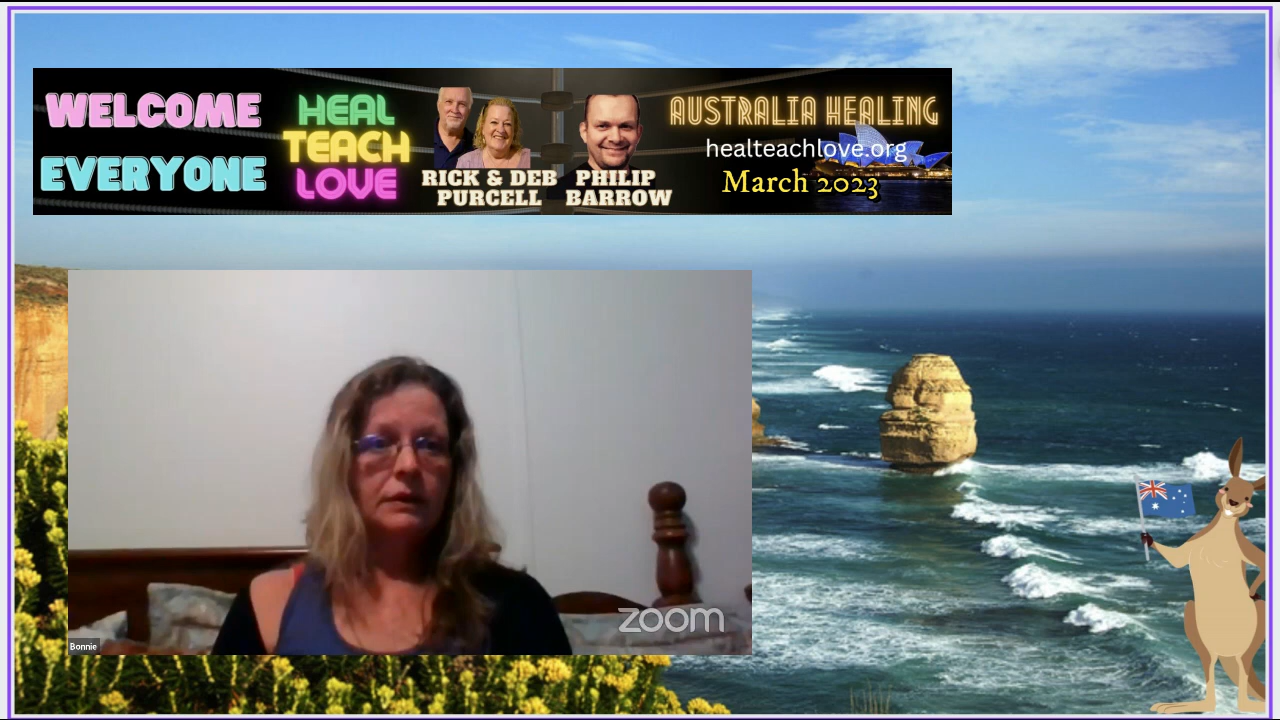 WELCOME
EVERYONE
HEAL
TEACH
LOVE
RICK & DEB
PURCELL
PHILIP
BARROW
AUSTRALIA HEALING
healteachlove.org
March 2023
zoom
Bonnie